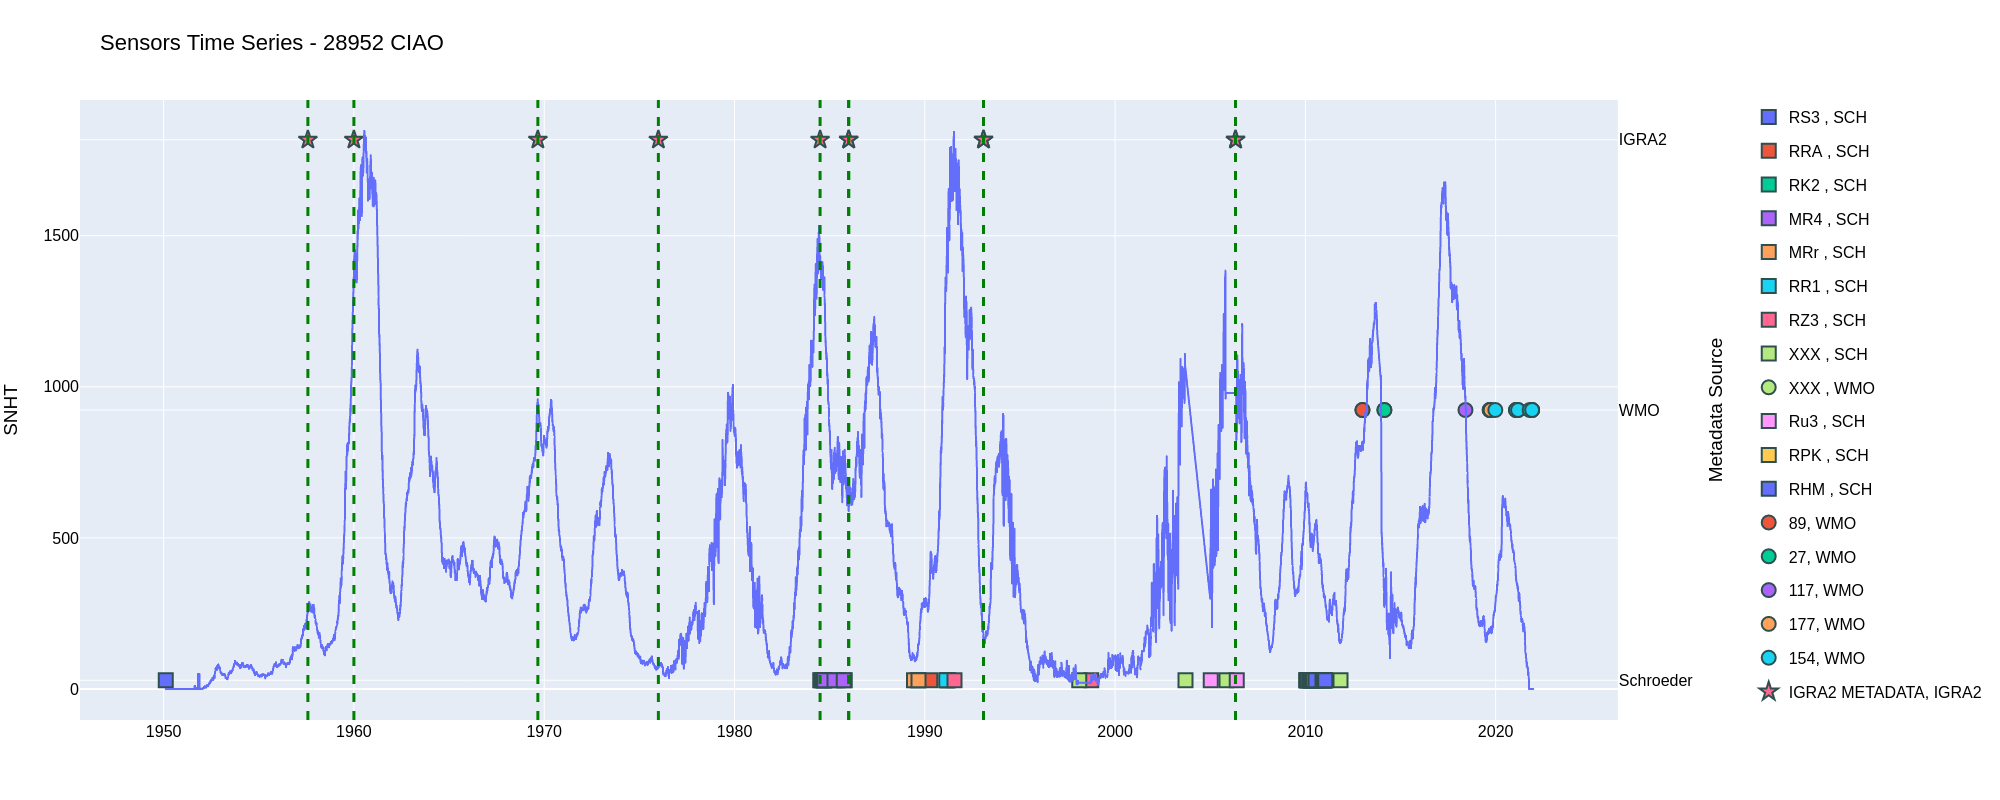 Sensors Time Series - 28952 CIAO
SNHT
1500
1000
500
0
1950
1960
1970
1980
1990
2000
2010
2020
IGRA2
WMO
Schroeder
Metadata Source
RS3 , SCH
RRA , SCH
RK2 , SCH
MR4 , SCH
MRr , SCH
RR1 , SCH
RZ3 , SCH
XXX , SCH
XXX , WMO
Ru3 , SCH
RPK , SCH
RHM , SCH
89, WMO
27, WMO
117, WMO
177, WMO
154, WMO
IGRA2 METADATA, IGRA2